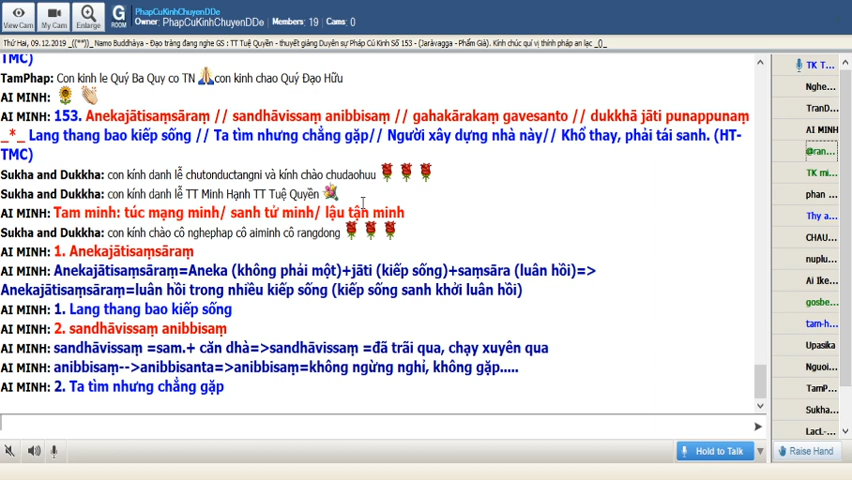 PhapCuKinhChuyenDDe
Owner: PhapCuKinhChuyenDDe Members: 19 Cams: 0
View Cam My Cam Enlarge G ROOM
Thứ Hai, 09.12.2019 _((**))_ Namo Buddhàya - Đạo tràng đang nghe GS : TT Tuệ Quyền - thuyết giảng Duyên sự Pháp Cú Kinh Số 153 - (Jaràvagga - Phẩm Già). Kính chúc quí vị thính pháp an lạc _()_
TMC)
TamPhap: Con kinh le Quý Ba Quy co TN con kinh chao Quý Đạo Hữu
AI MINH:
AI MINH: 153. Anekajātisaṃsāraṃ // sandhāvissaṃ anibbisaṃ // gahakārakaṃ gavesanto // dukkhā jāti punappunaṃ
_*_ Lang thang bao kiếp sống // Ta tìm nhưng chẳng gặp// Người xây dựng nhà này// Khổ thay, phải tái sanh. (HT-
TMC)
Sukha and Dukkha: con kính danh lễ chutonductangni và kính chào chudaohuu
Sukha and Dukkha: con kính danh lễ TT Minh Hạnh TT Tuệ Quyền
AI MINH: Tam minh: túc mạng minh/ sanh tử minh/ lậu tận minh
Sukha and Dukkha: con kính chào cô nghephap cô aiminh cô rangdong
AI MINH: 1. Anekajātisaṃsāraṃ
AI MINH: Anekajātisaṃsāraṃ=Aneka (không phải một)+jāti (kiếp sống)+saṃsāra (luân hồi)=>
Anekajātisaṃsāraṃ=luân hồi trong nhiều kiếp sống (kiếp sống sanh khởi luân hồi)
AI MINH: 1. Lang thang bao kiếp sống
AI MINH: 2. sandhāvissaṃ anibbisaṃ
AI MINH: sandhāvissaṃ =sam.+ căn dhà=>sandhāvissaṃ =đã trãi qua, chạy xuyên qua
AI MINH: anibbisaṃ-->anibbisanta=>anibbisaṃ=không ngừng nghỉ, không gặp.....
AI MINH: 2. Ta tìm nhưng chẳng gặp
TK T...
Nghe...
TranD...
AI MINH
@ran...
TK mi...
phan ...
Thy a...
CHAU...
nuplu...
Ai Ike...
gosbe...
tam-h...
Upasika
Nguoi...
TamP...
Sukha...
LacL-...
Hold to Talk
Raise Hand